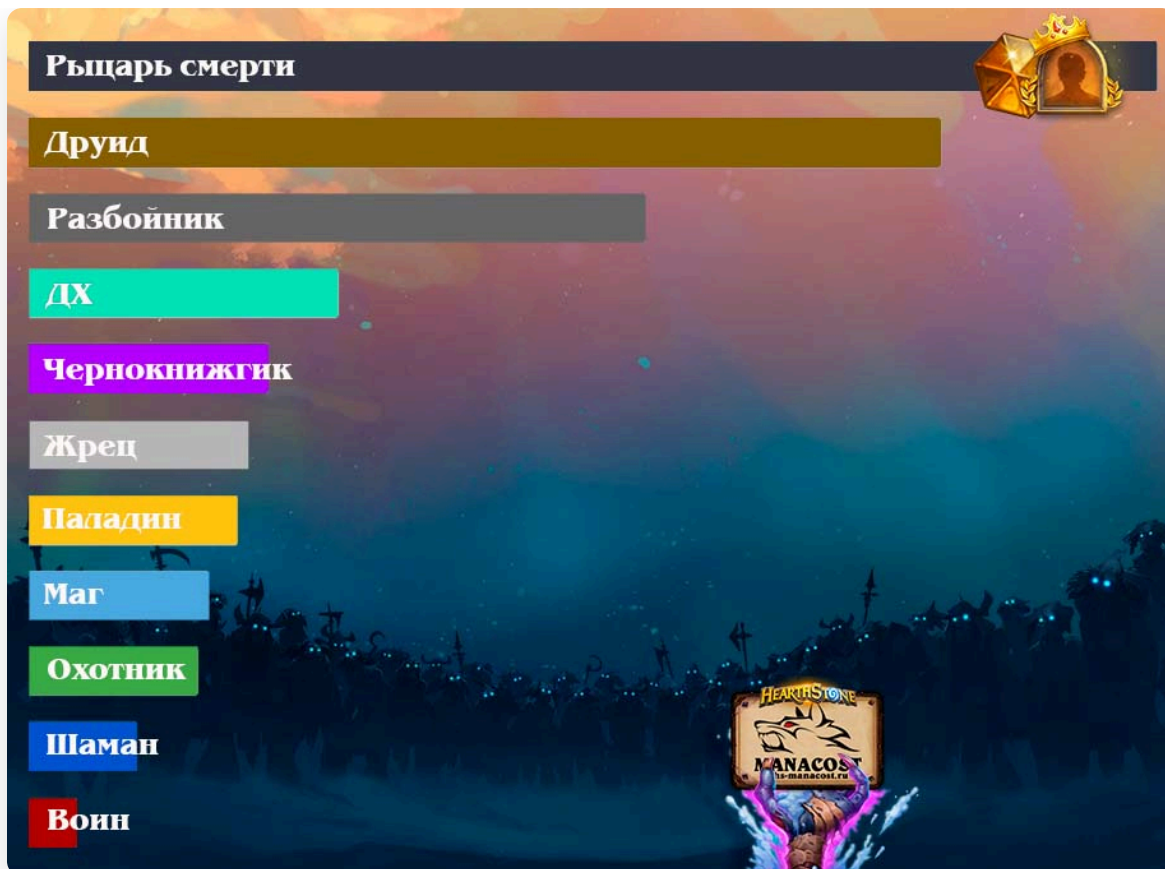 Рыцарь смерти
Друид
Разбойник
ДХ
Чернокнижгик
Жрец
Паладин
Маг
Охотник
Шаман
Воин
HEARTHSTONE
MANACOST
hs-manacost.ru